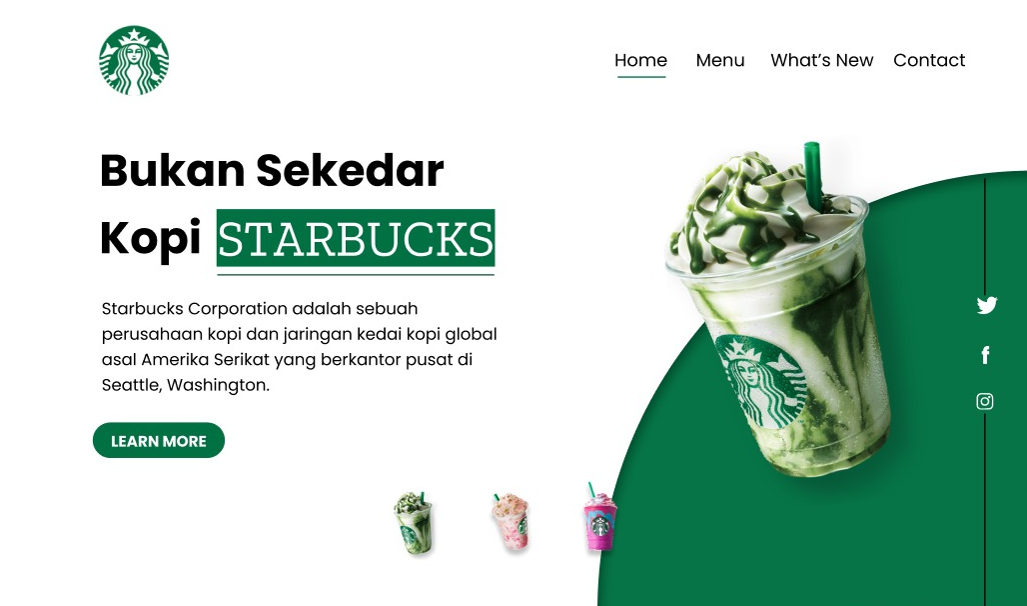 Home Menu What's New Contact
Bukan Sekedar
Kopi STARBUCKS
Starbucks Corporation adalah sebuah
perusahaan kopi dan jaringan kedai kopi global
asal Amerika Serikat yang berkantor pusat di
Seattle, Washington.
LEARN MORE